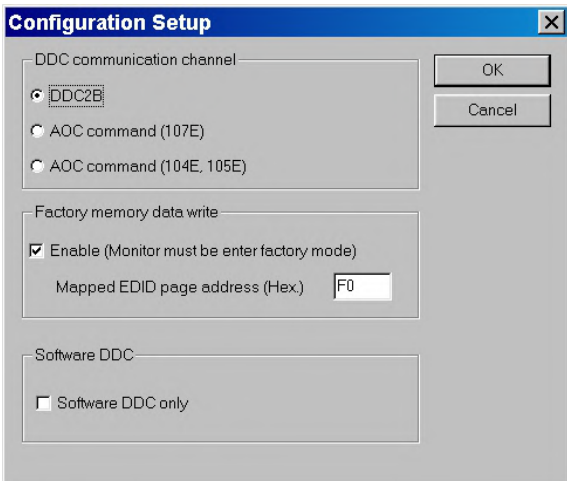 Configuration Setup
DDC communication channel
DDC2B
AOC command (107E)
AOC command (104E, 105E)
OK
Cancel
Factory memory data write
Enable (Monitor must be enter factory mode)
Mapped EDID page address (Hex.) F0
Software DDC
Software DDC only